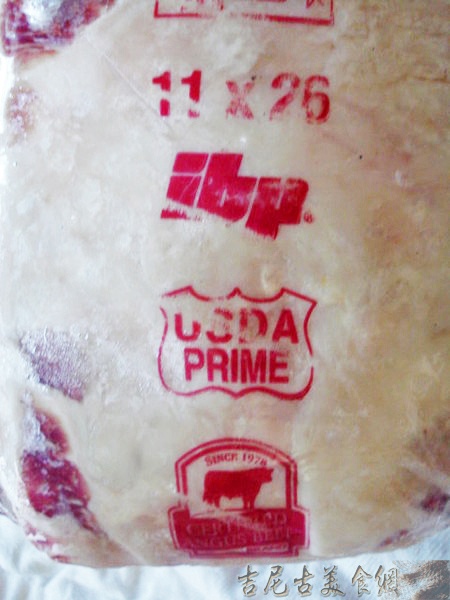 11 x 26
ibp®
USDA
PRIME
SINCE 1978
CERTIFIED
ANGUS BEEF
吉尼古美食網